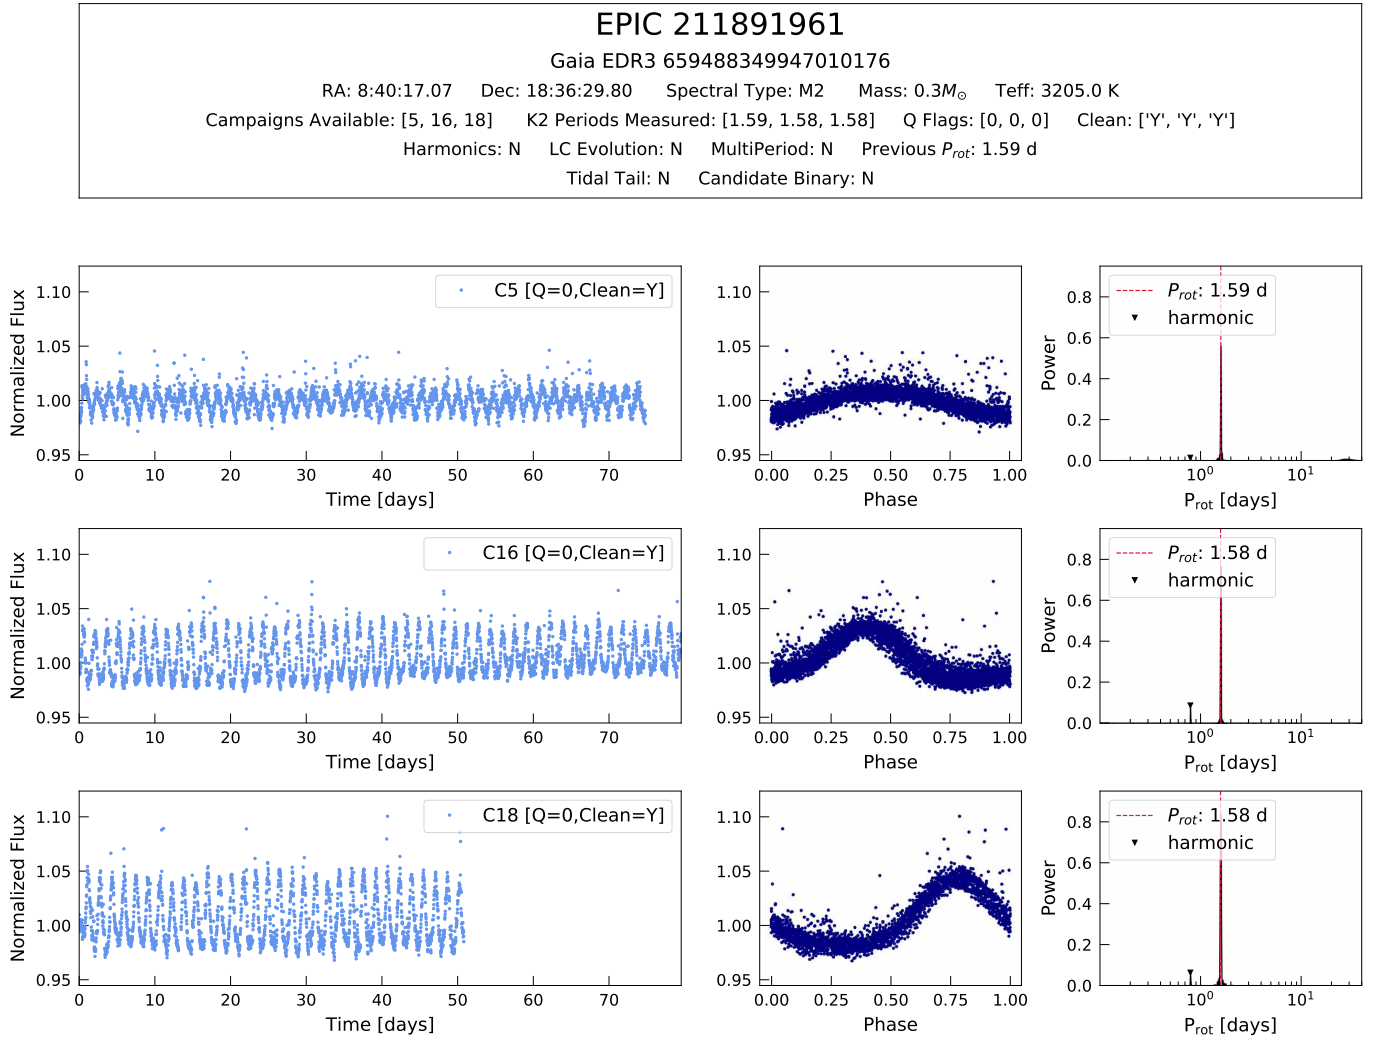 EPIC 211891961
Gaia EDR3 659488349947010176
RA: 8:40:17.07 Dec: 18:36:29.80 Spectral Type: M2 Mass: 0.3M☉ Teff: 3205.0 K
Campaigns Available: [5, 16, 18] K2 Periods Measured: [1.59, 1.58, 1.58] Q Flags: [0, 0, 0] Clean: ['Y', 'Y', 'Y']
Harmonics: N LC Evolution: N MultiPeriod: N Previous Prot: 1.59 d
Tidal Tail: N Candidate Binary: N
Normalized Flux
1.10
1.05
1.00
0.95
C5 [Q=0,Clean=Y]
0 10 20 30 40 50 60 70
Time [days]
1.10
1.05
1.00
0.95
0.00 0.25 0.50 0.75 1.00
Phase
Power
0.8
0.6
0.4
0.2
0.0
Prot: 1.59 d
harmonic
10⁰ 10¹
Prot [days]
Normalized Flux
1.10
1.05
1.00
0.95
C16 [Q=0,Clean=Y]
0 10 20 30 40 50 60 70
Time [days]
1.10
1.05
1.00
0.95
0.00 0.25 0.50 0.75 1.00
Phase
Power
0.8
0.6
0.4
0.2
0.0
Prot: 1.58 d
harmonic
10⁰ 10¹
Prot [days]
Normalized Flux
1.10
1.05
1.00
0.95
C18 [Q=0,Clean=Y]
0 10 20 30 40 50 60 70
Time [days]
1.10
1.05
1.00
0.95
0.00 0.25 0.50 0.75 1.00
Phase
Power
0.8
0.6
0.4
0.2
0.0
Prot: 1.58 d
harmonic
10⁰ 10¹
Prot [days]